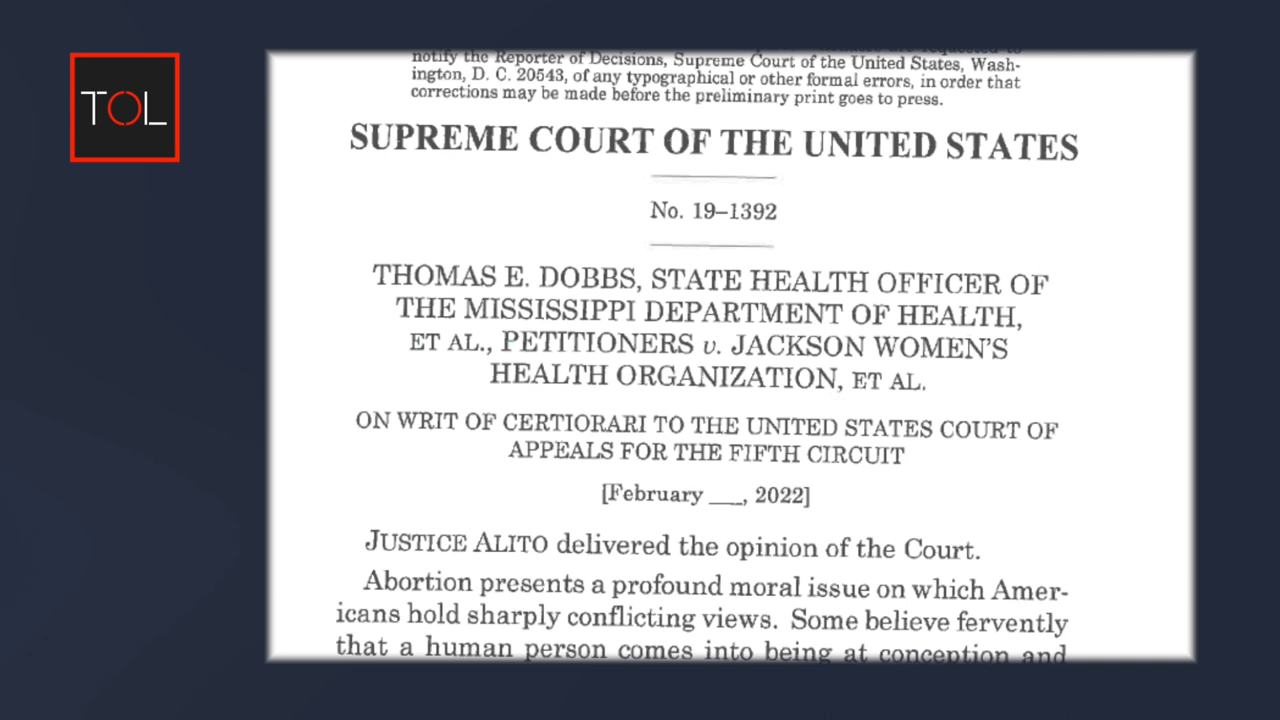 TOL
notify the Reporter of Decisions, Supreme Court of the United States, Wash-
ington, D. C. 20543, of any typographical or other formal errors, in order that
corrections may be made before the preliminary print goes to press.
SUPREME COURT OF THE UNITED STATES
No. 19–1392
THOMAS E. DOBBS, STATE HEALTH OFFICER OF
THE MISSISSIPPI DEPARTMENT OF HEALTH,
ET AL., PETITIONERS v. JACKSON WOMEN'S
HEALTH ORGANIZATION, ET AL.
ON WRIT OF CERTIORARI TO THE UNITED STATES COURT OF
APPEALS FOR THE FIFTH CIRCUIT
[February ___, 2022]
JUSTICE ALITO delivered the opinion of the Court.
Abortion presents a profound moral issue on which Amer-
icans hold sharply conflicting views. Some believe fervently
that a human person comes into being at conception and